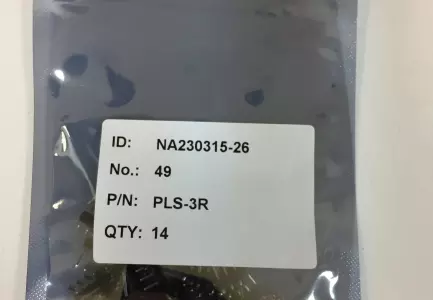 ID: NA230315-26
No.: 49
P/N: PLS-3R
QTY: 14